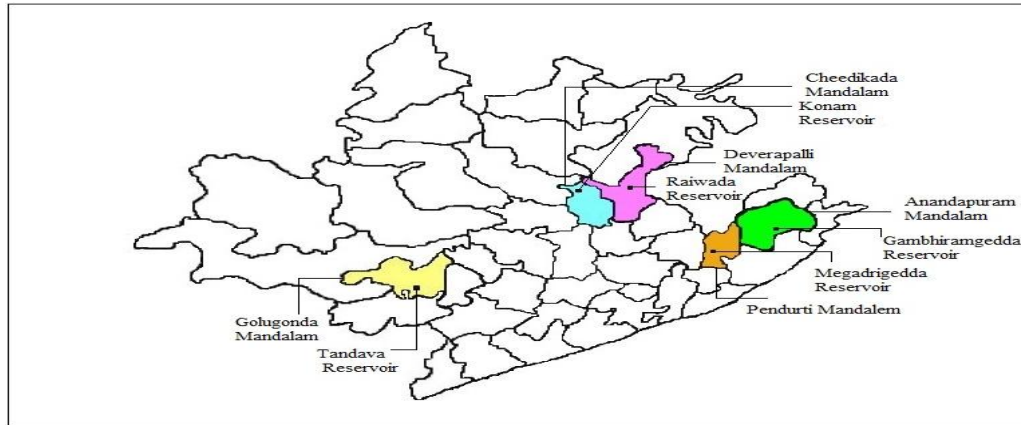 Cheedikada
Mandalam
Konam
Reservoir
Deverapalli
Mandalam
Raiwada
Reservoir
Anandapuram
Mandalam
Gambhiramgedda
Reservoir
Megadrigedda
Reservoir
Pendurti Mandalem
Golugonda
Mandalam
Tandava
Reservoir